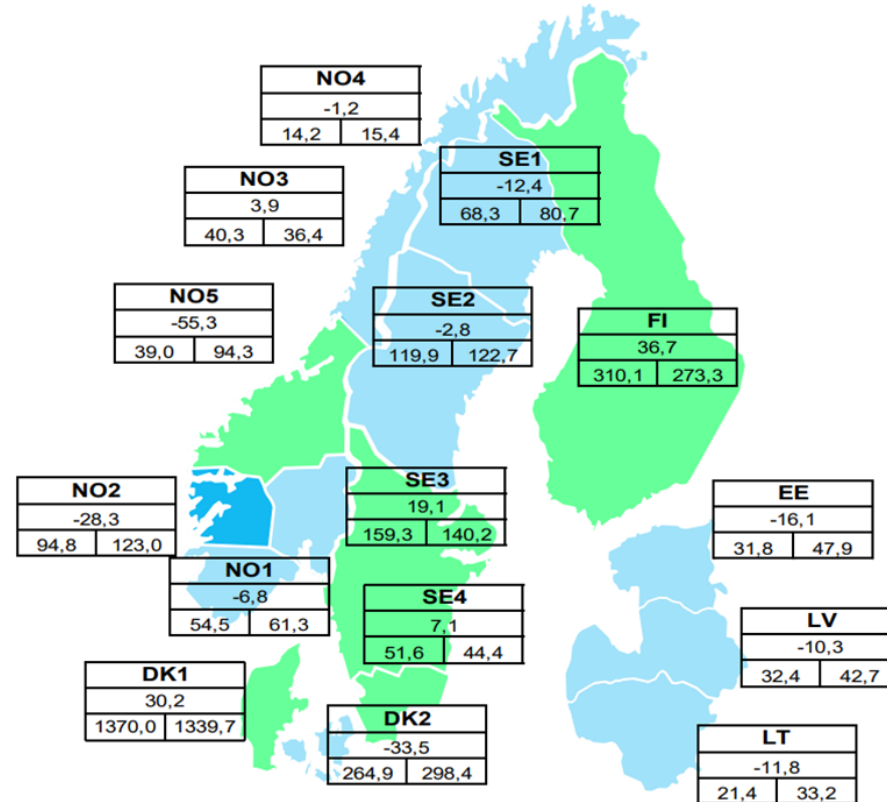 NO4
-1,2
14,2 15,4
SE1
-12,4
68,3 80,7
NO3
3,9
40,3 36,4
NO5
-55,3
39,0 94,3
SE2
-2,8
119,9 122,7
FI
36,7
310,1 273,3
NO2
-28,3
94,8 123,0
SE3
19,1
159,3 140,2
EE
-16,1
31,8 47,9
NO1
-6,8
54,5 61,3
SE4
7,1
51,6 44,4
LV
-10,3
32,4 42,7
DK1
30,2
1370,0 1339,7
DK2
-33,5
264,9 298,4
LT
-11,8
21,4 33,2